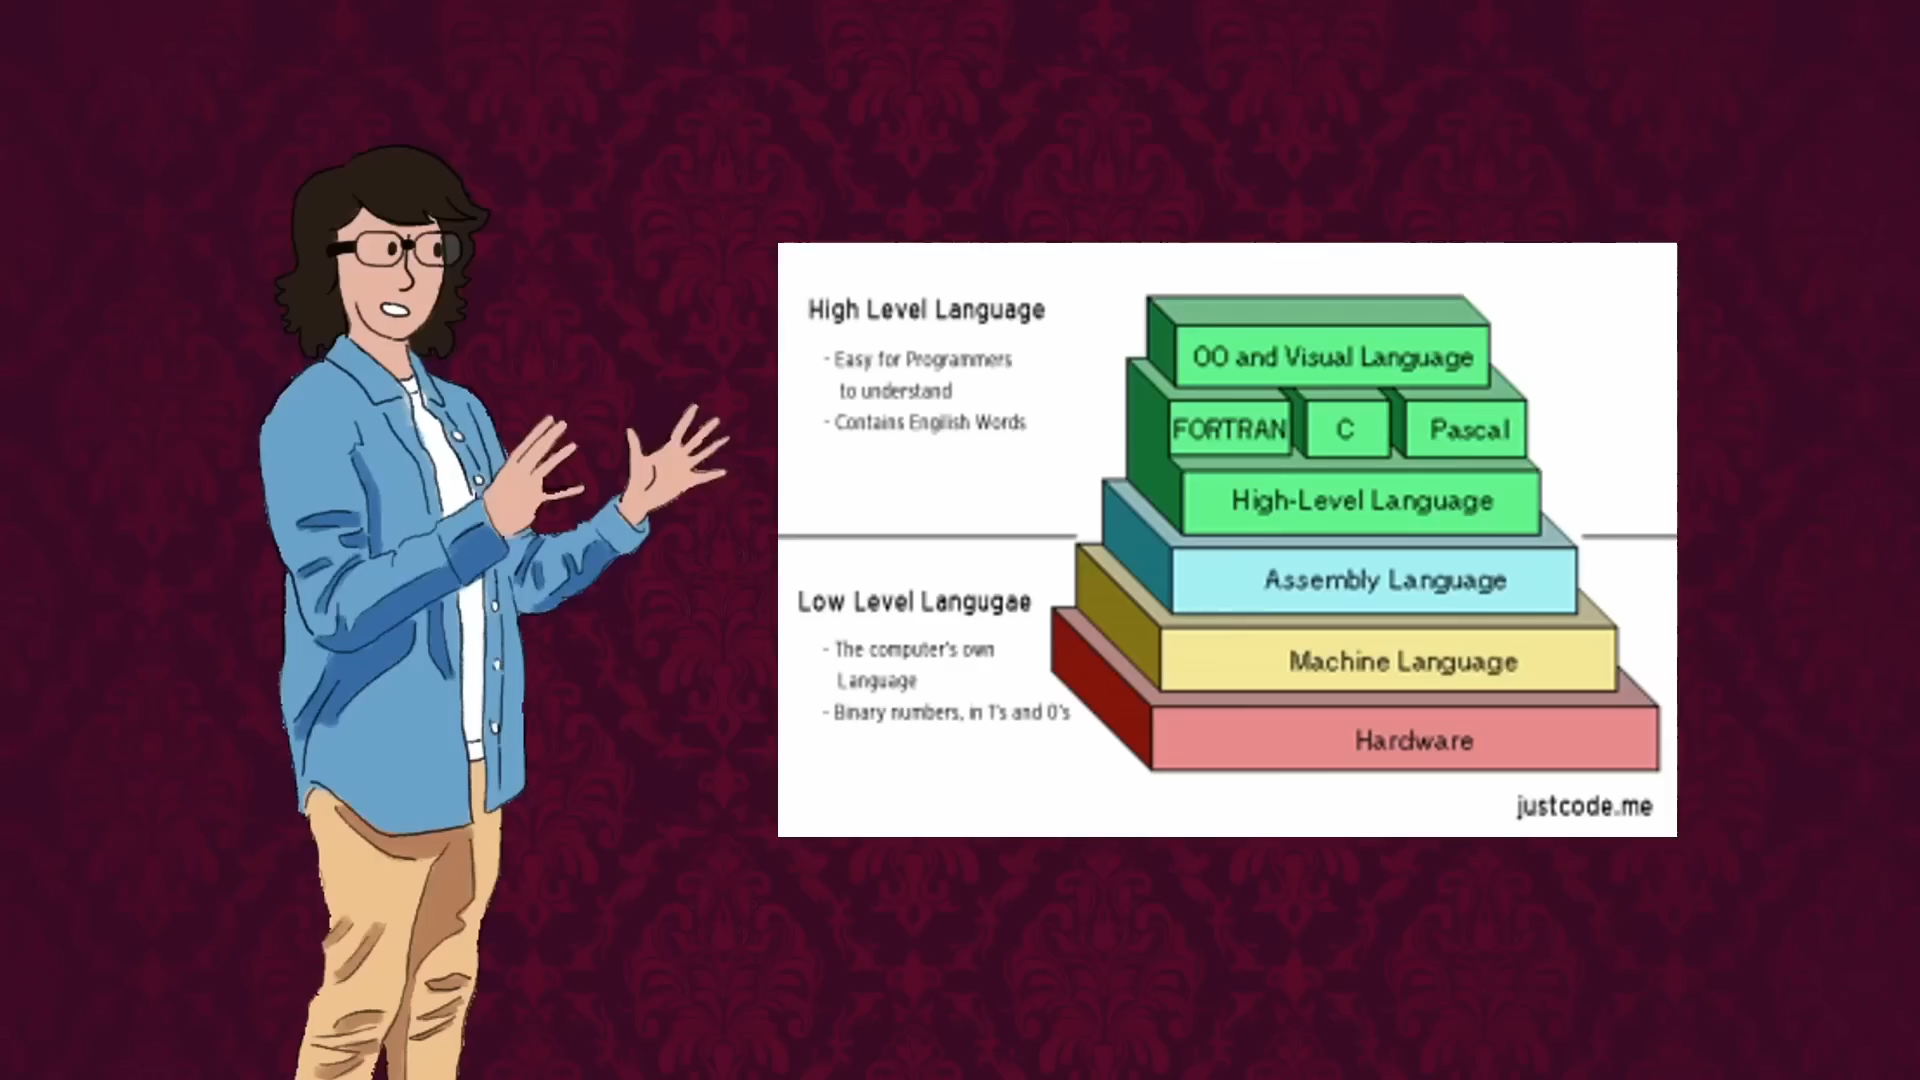 High Level Language
- Easy for Programmers
to understand
- Contains English Words
OO and Visual Language
FORTRAN C Pascal
High-Level Language
Low Level Langugae
- The computer's own
Language
- Binary numbers, in 1's and 0's
Assembly Language
Machine Language
Hardware
justcode.me